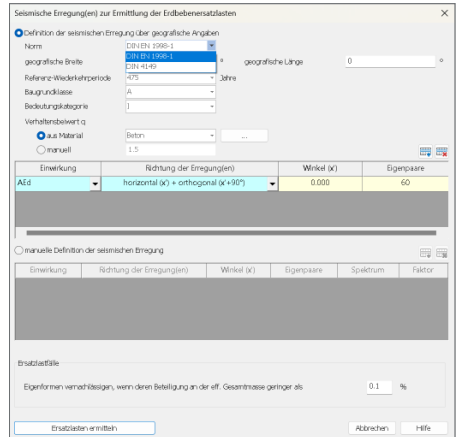 Seismische Erregung(en) zur Ermittlung der Erdbebenersatzlasten
Definition der seismischen Erregung über geografische Angaben
Norm DIN EN 1998-1
DIN EN 1998-1
DIN 4149
geografische Breite ° geografische Länge 0 °
Referenz-Wiederkehrperiode 475 Jahre
Baugrundklasse A
Bedeutungskategorie I
Verhaltensbeiwert q
aus Material Beton ...
manuell 1.5
Einwirkung Richtung der Erregung(en) Winkel (x') Eigenpaare
AEd horizontal (x') + orthogonal (x'+90°) 0.000 60
manuelle Definition der seismischen Erregung
Einwirkung Richtung der Erregung(en) Winkel (x') Eigenpaare Spektrum Faktor
Ersatzlastfälle
Eigenformen vernachlässigen, wenn deren Beteiligung an der eff. Gesamtmasse geringer als 0.1 %
Ersatzlasten ermitteln Abbrechen Hilfe